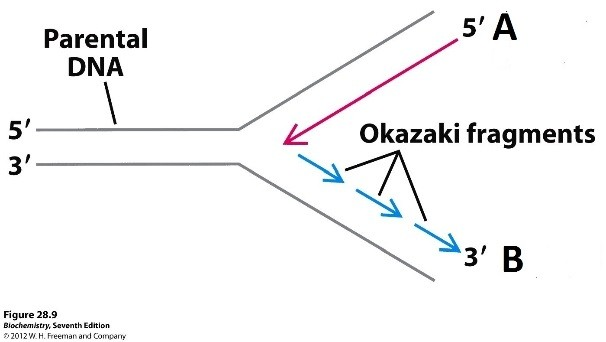 Parental
DNA
5′ A
5′
Okazaki fragments
3′
3′ B
Figure 28.9
Biochemistry, Seventh Edition
© 2012 W. H. Freeman and Company